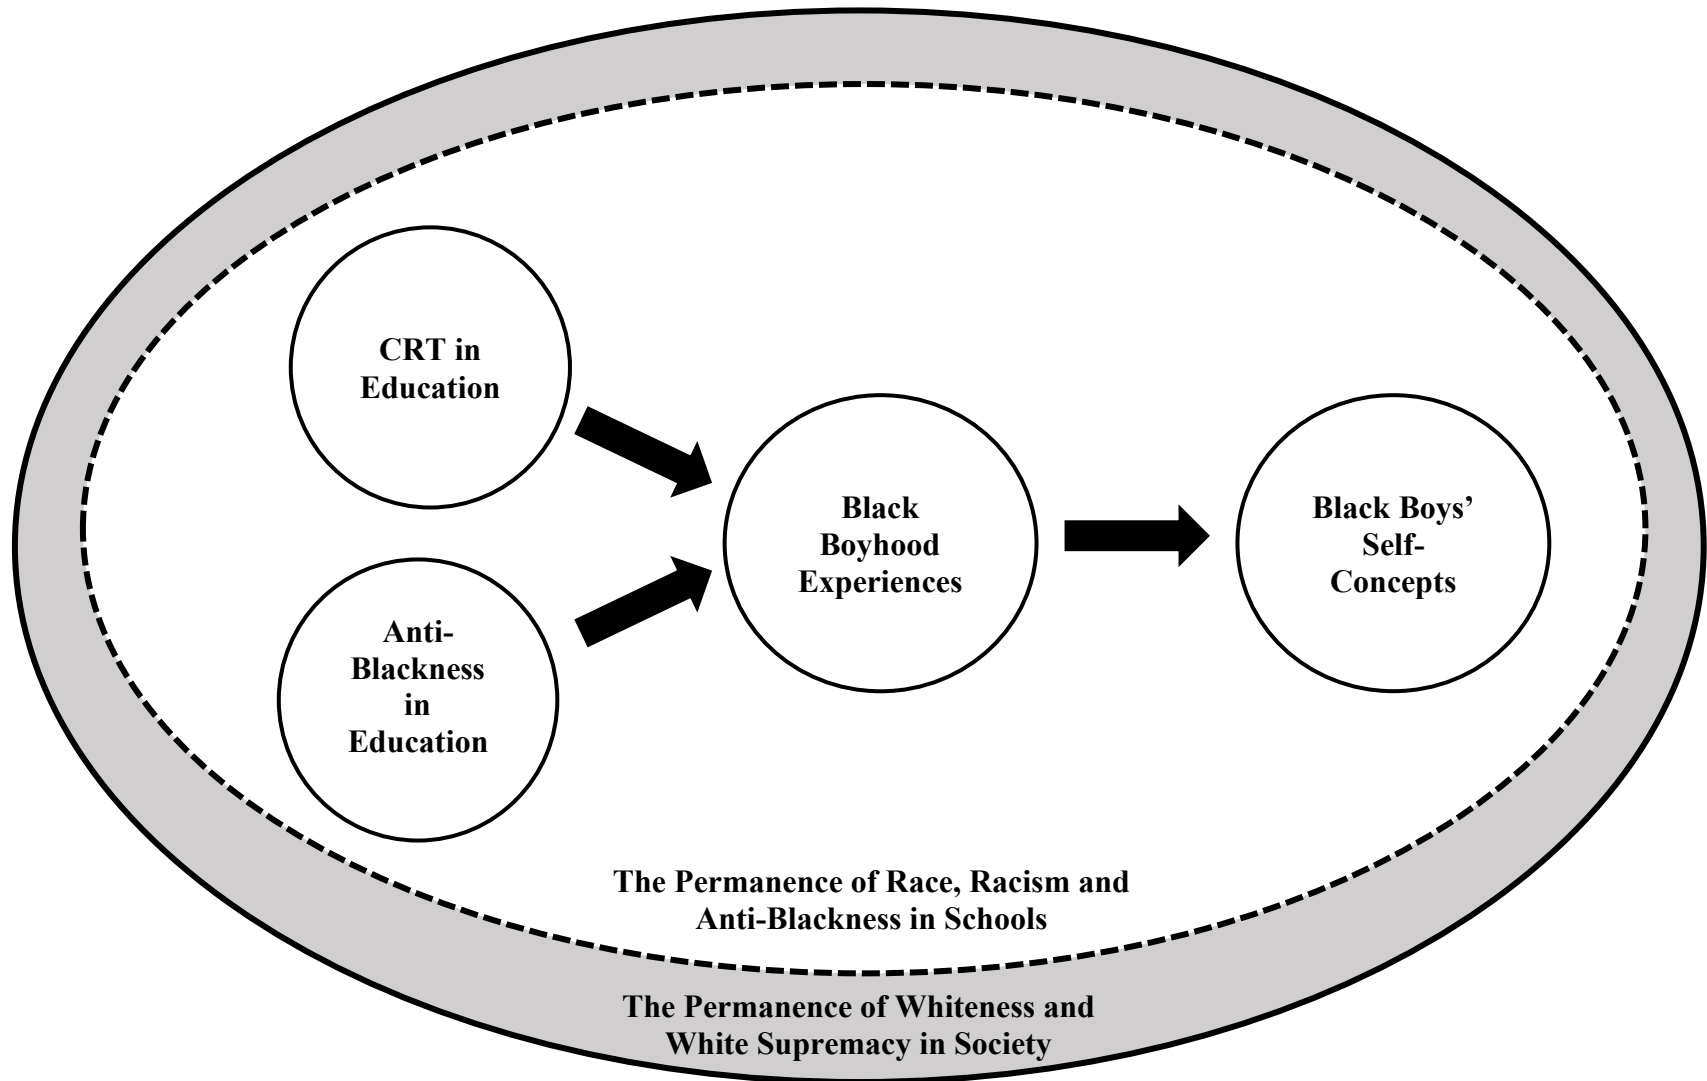 CRT in
Education
Anti-
Blackness
in
Education
Black
Boyhood
Experiences
Black Boys’
Self-
Concepts
The Permanence of Race, Racism and
Anti-Blackness in Schools
The Permanence of Whiteness and
White Supremacy in Society